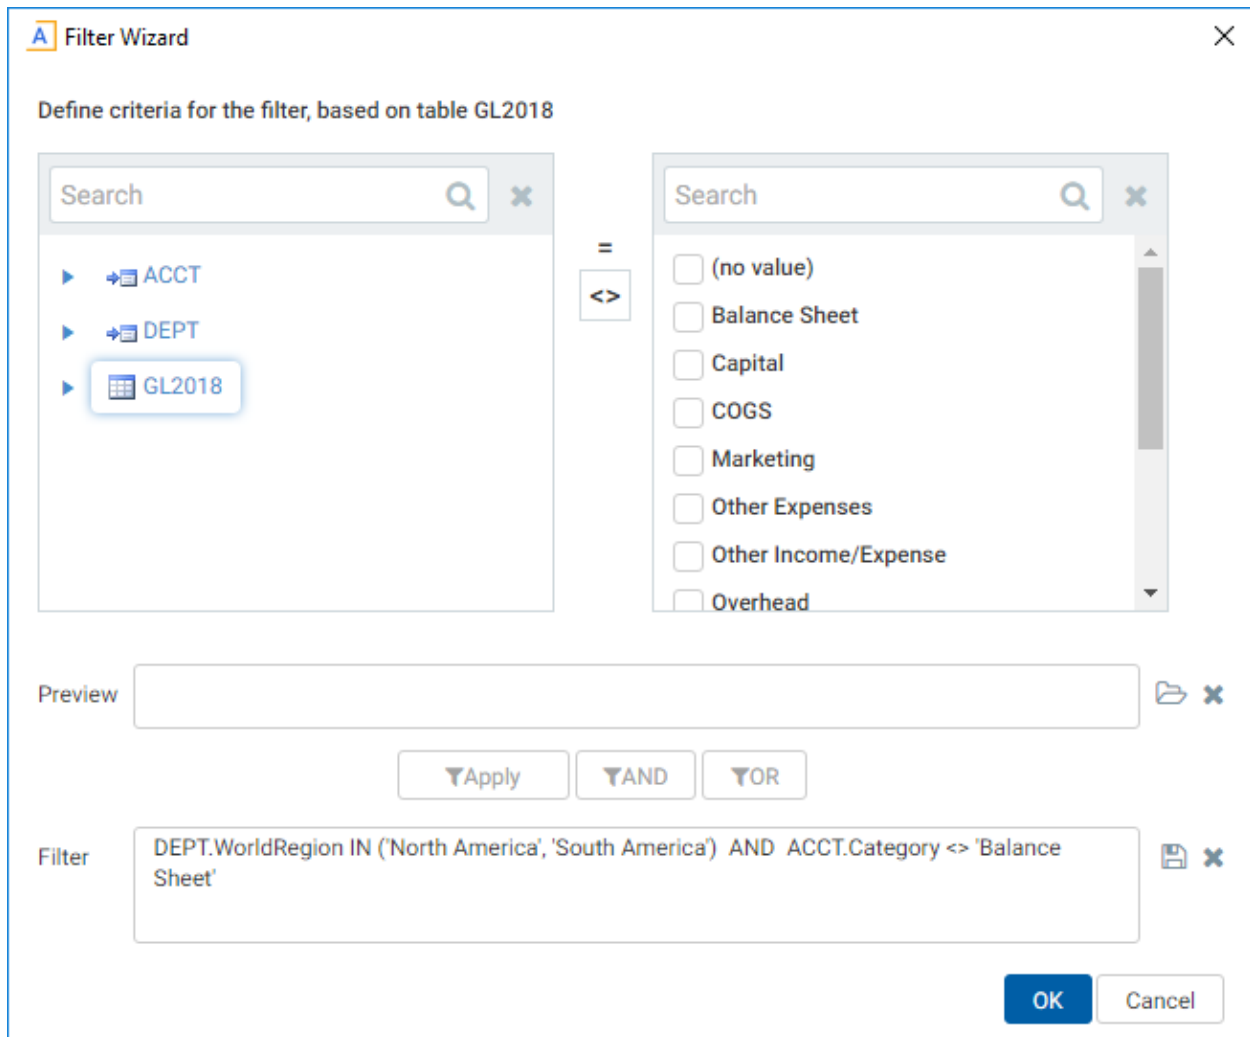 A Filter Wizard
Define criteria for the filter, based on table GL2018
Search
Search
ACCT
DEPT
GL2018
=
<>
(no value)
Balance Sheet
Capital
COGS
Marketing
Other Expenses
Other Income/Expense
Overhead
Preview
Apply
AND
OR
Filter
DEPT.WorldRegion IN ('North America', 'South America')  AND  ACCT.Category <> 'Balance
Sheet'
OK
Cancel